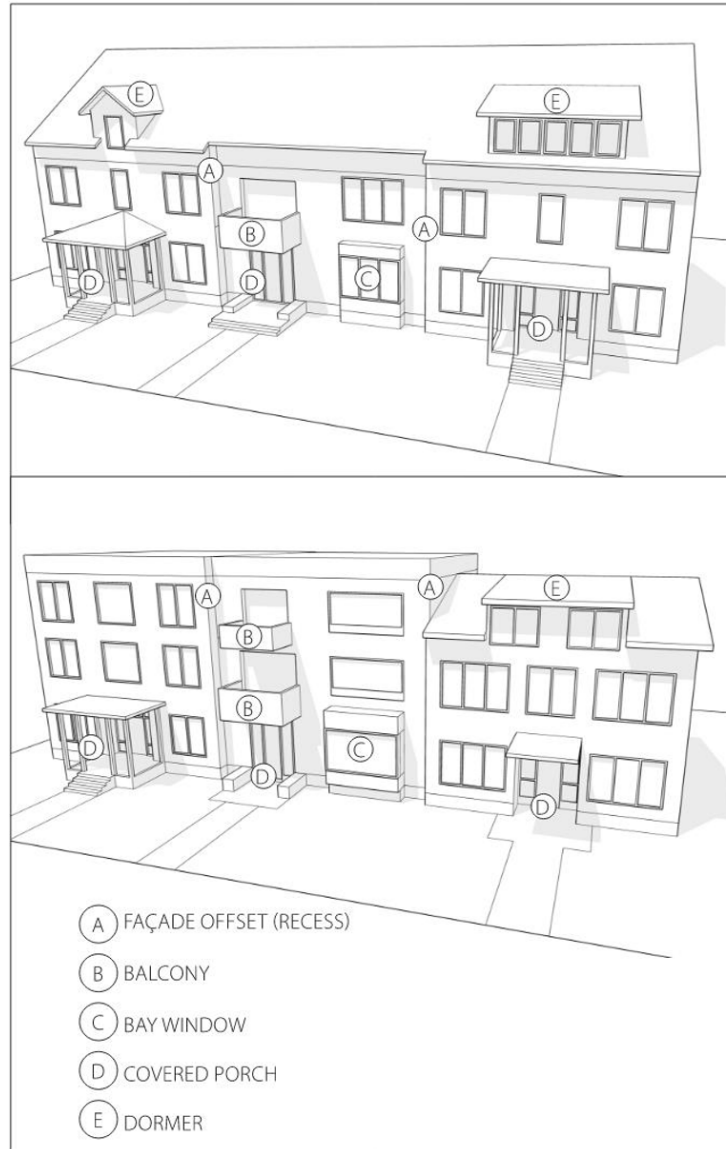 E
E
A
B
A
D
D
C
D
A
A
E
B
B
D
C
D
D
A FAÇADE OFFSET (RECESS)
B BALCONY
C BAY WINDOW
D COVERED PORCH
E DORMER